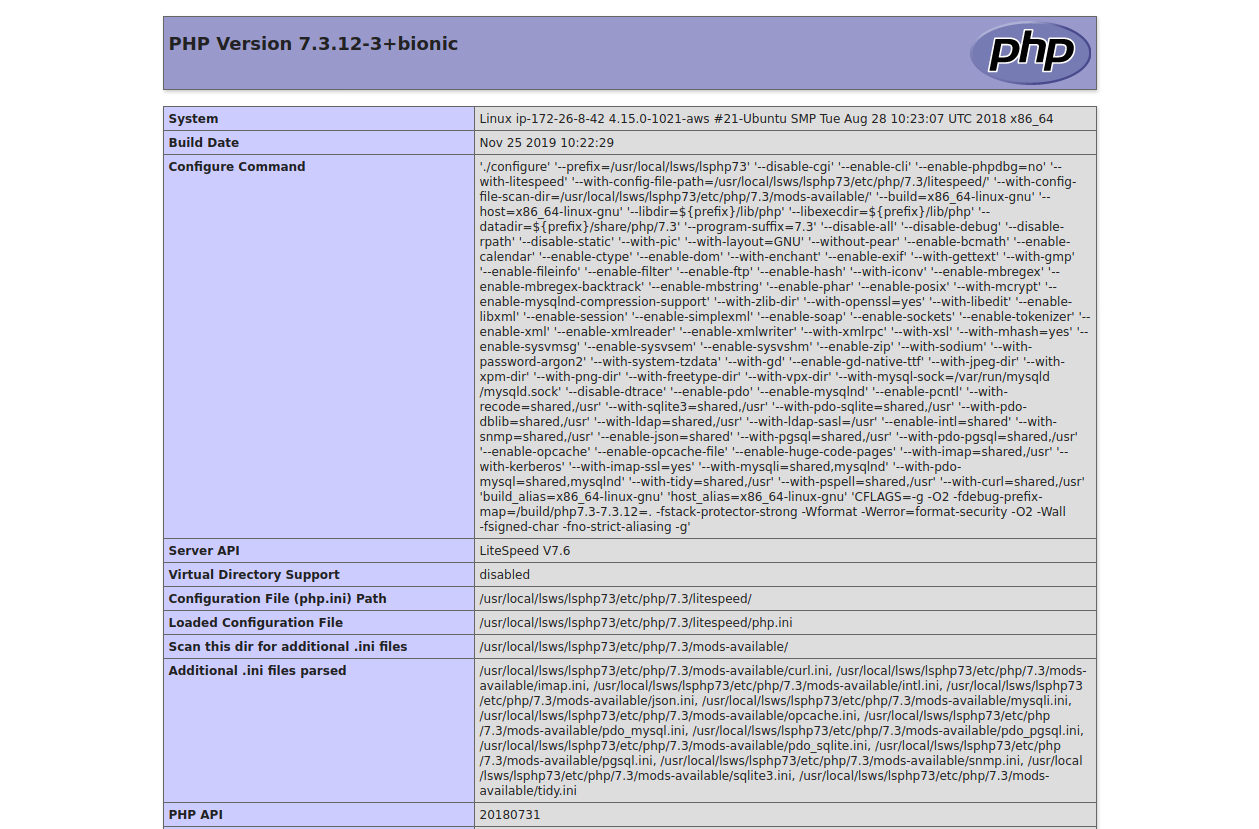 PHP Version 7.3.12-3+bionic
php
System
Linux ip-172-26-8-42 4.15.0-1021-aws #21-Ubuntu SMP Tue Aug 28 10:23:07 UTC 2018 x86_64
Build Date
Nov 25 2019 10:22:29
Configure Command
'./configure' '--prefix=/usr/local/lsws/lsphp73' '--disable-cgi' '--enable-cli' '--enable-phpdbg=no' '--
with-litespeed' '--with-config-file-path=/usr/local/lsws/lsphp73/etc/php/7.3/litespeed/' '--with-config-
file-scan-dir=/usr/local/lsws/lsphp73/etc/php/7.3/mods-available/' '--build=x86_64-linux-gnu' '--
host=x86_64-linux-gnu' '--libdir=${prefix}/lib/php' '--libexecdir=${prefix}/lib/php' '--
datadir=${prefix}/share/php/7.3' '--program-suffix=7.3' '--disable-all' '--disable-debug' '--disable-
rpath' '--disable-static' '--with-pic' '--with-layout=GNU' '--without-pear' '--enable-bcmath' '--enable-
calendar' '--enable-ctype' '--enable-dom' '--with-enchant' '--enable-exif' '--with-gettext' '--with-gmp'
'--enable-fileinfo' '--enable-filter' '--enable-ftp' '--enable-hash' '--with-iconv' '--enable-mbregex' '--
enable-mbregex-backtrack' '--enable-mbstring' '--enable-phar' '--enable-posix' '--with-mcrypt' '--
enable-mysqlnd-compression-support' '--with-zlib-dir' '--with-openssl=yes' '--with-libedit' '--enable-
libxml' '--enable-session' '--enable-simplexml' '--enable-soap' '--enable-sockets' '--enable-tokenizer' '--
enable-xml' '--enable-xmlreader' '--enable-xmlwriter' '--with-xmlrpc' '--with-xsl' '--with-mhash=yes' '--
enable-sysvmsg' '--enable-sysvsem' '--enable-sysvshm' '--enable-zip' '--with-sodium' '--with-
password-argon2' '--with-system-tzdata' '--with-gd' '--enable-gd-native-ttf' '--with-jpeg-dir' '--with-
xpm-dir' '--with-png-dir' '--with-freetype-dir' '--with-vpx-dir' '--with-mysql-sock=/var/run/mysqld
/mysqld.sock' '--disable-dtrace' '--enable-pdo' '--enable-mysqlnd' '--enable-pcntl' '--with-
recode=shared,/usr' '--with-sqlite3=shared,/usr' '--with-pdo-sqlite=shared,/usr' '--with-pdo-
dblib=shared,/usr' '--with-ldap=shared,/usr' '--with-ldap-sasl=/usr' '--enable-intl=shared' '--with-
snmp=shared,/usr' '--enable-json=shared' '--with-pgsql=shared,/usr' '--with-pdo-pgsql=shared,/usr'
'--enable-opcache' '--enable-opcache-file' '--enable-huge-code-pages' '--with-imap=shared,/usr' '--
with-kerberos' '--with-imap-ssl=yes' '--with-mysqli=shared,mysqlnd' '--with-pdo-
mysql=shared,mysqlnd' '--with-tidy=shared,/usr' '--with-pspell=shared,/usr' '--with-curl=shared,/usr'
'build_alias=x86_64-linux-gnu' 'host_alias=x86_64-linux-gnu' 'CFLAGS=-g -O2 -fdebug-prefix-
map=/build/php7.3-7.3.12=. -fstack-protector-strong -Wformat -Werror=format-security -O2 -Wall
-fsigned-char -fno-strict-aliasing -g'
Server API
LiteSpeed V7.6
Virtual Directory Support
disabled
Configuration File (php.ini) Path
/usr/local/lsws/lsphp73/etc/php/7.3/litespeed/
Loaded Configuration File
/usr/local/lsws/lsphp73/etc/php/7.3/litespeed/php.ini
Scan this dir for additional .ini files
/usr/local/lsws/lsphp73/etc/php/7.3/mods-available/
Additional .ini files parsed
/usr/local/lsws/lsphp73/etc/php/7.3/mods-available/curl.ini, /usr/local/lsws/lsphp73/etc/php/7.3/mods-
available/imap.ini, /usr/local/lsws/lsphp73/etc/php/7.3/mods-available/intl.ini, /usr/local/lsws/lsphp73
/etc/php/7.3/mods-available/json.ini, /usr/local/lsws/lsphp73/etc/php/7.3/mods-available/mysqli.ini,
/usr/local/lsws/lsphp73/etc/php/7.3/mods-available/opcache.ini, /usr/local/lsws/lsphp73/etc/php
/7.3/mods-available/pdo_mysql.ini, /usr/local/lsws/lsphp73/etc/php/7.3/mods-available/pdo_pgsql.ini,
/usr/local/lsws/lsphp73/etc/php/7.3/mods-available/pdo_sqlite.ini, /usr/local/lsws/lsphp73/etc/php
/7.3/mods-available/pgsql.ini, /usr/local/lsws/lsphp73/etc/php/7.3/mods-available/snmp.ini, /usr/local
/lsws/lsphp73/etc/php/7.3/mods-available/sqlite3.ini, /usr/local/lsws/lsphp73/etc/php/7.3/mods-
available/tidy.ini
PHP API
20180731